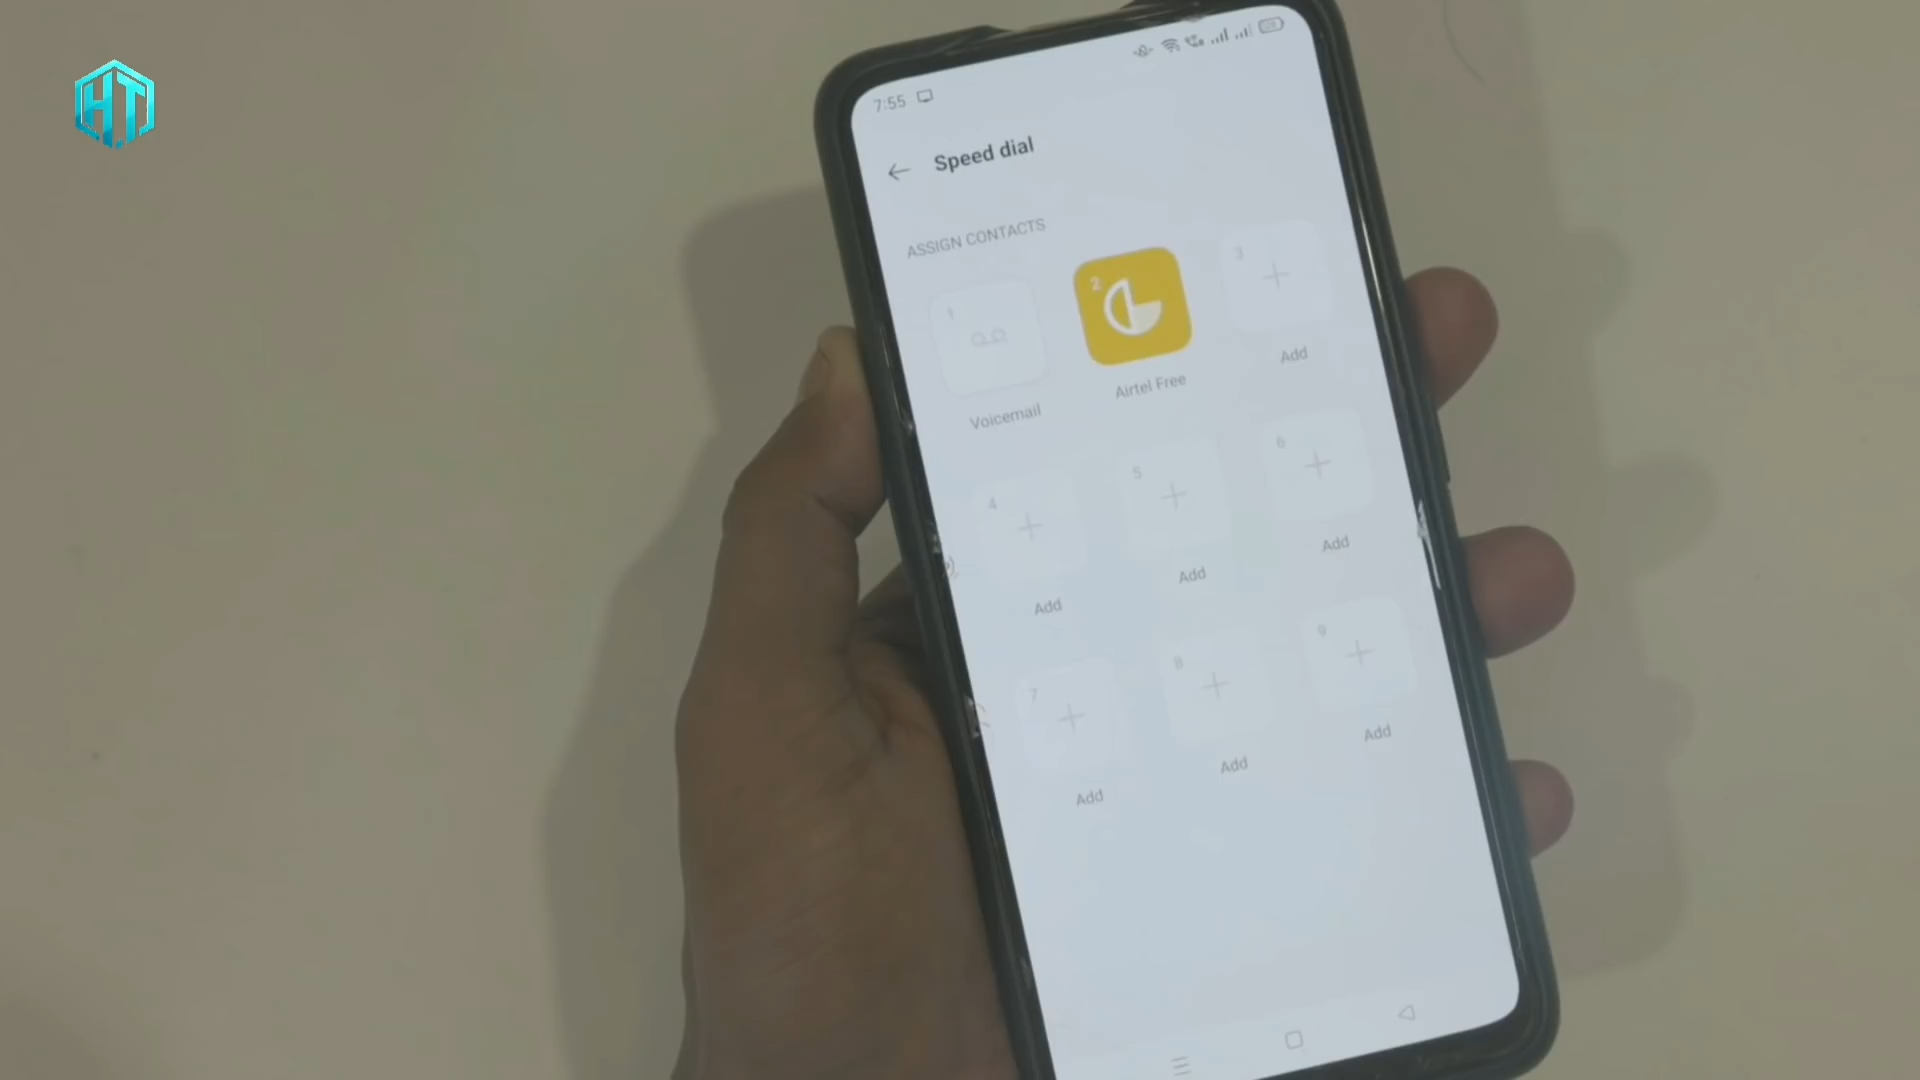 HT
7:55
Speed dial
ASSIGN CONTACTS
1
2
3
Voicemail
Airtel Free
Add
4
5
6
Add
Add
Add
7
8
9
Add
Add
Add